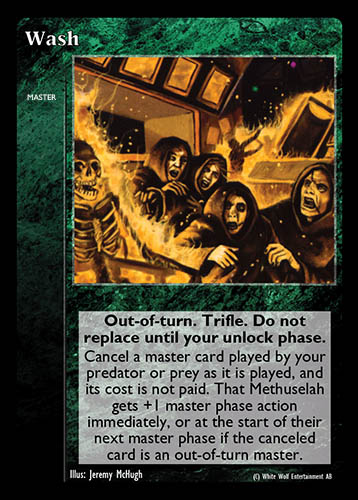 Wash
MASTER
Out-of-turn. Trifle. Do not
replace until your unlock phase.
Cancel a master card played by your
predator or prey as it is played, and
its cost is not paid. That Methuselah
gets +1 master phase action
immediately, or at the start of their
next master phase if the canceled
card is an out-of-turn master.
Illus: Jeremy McHugh
(C) White Wolf Entertainment AB